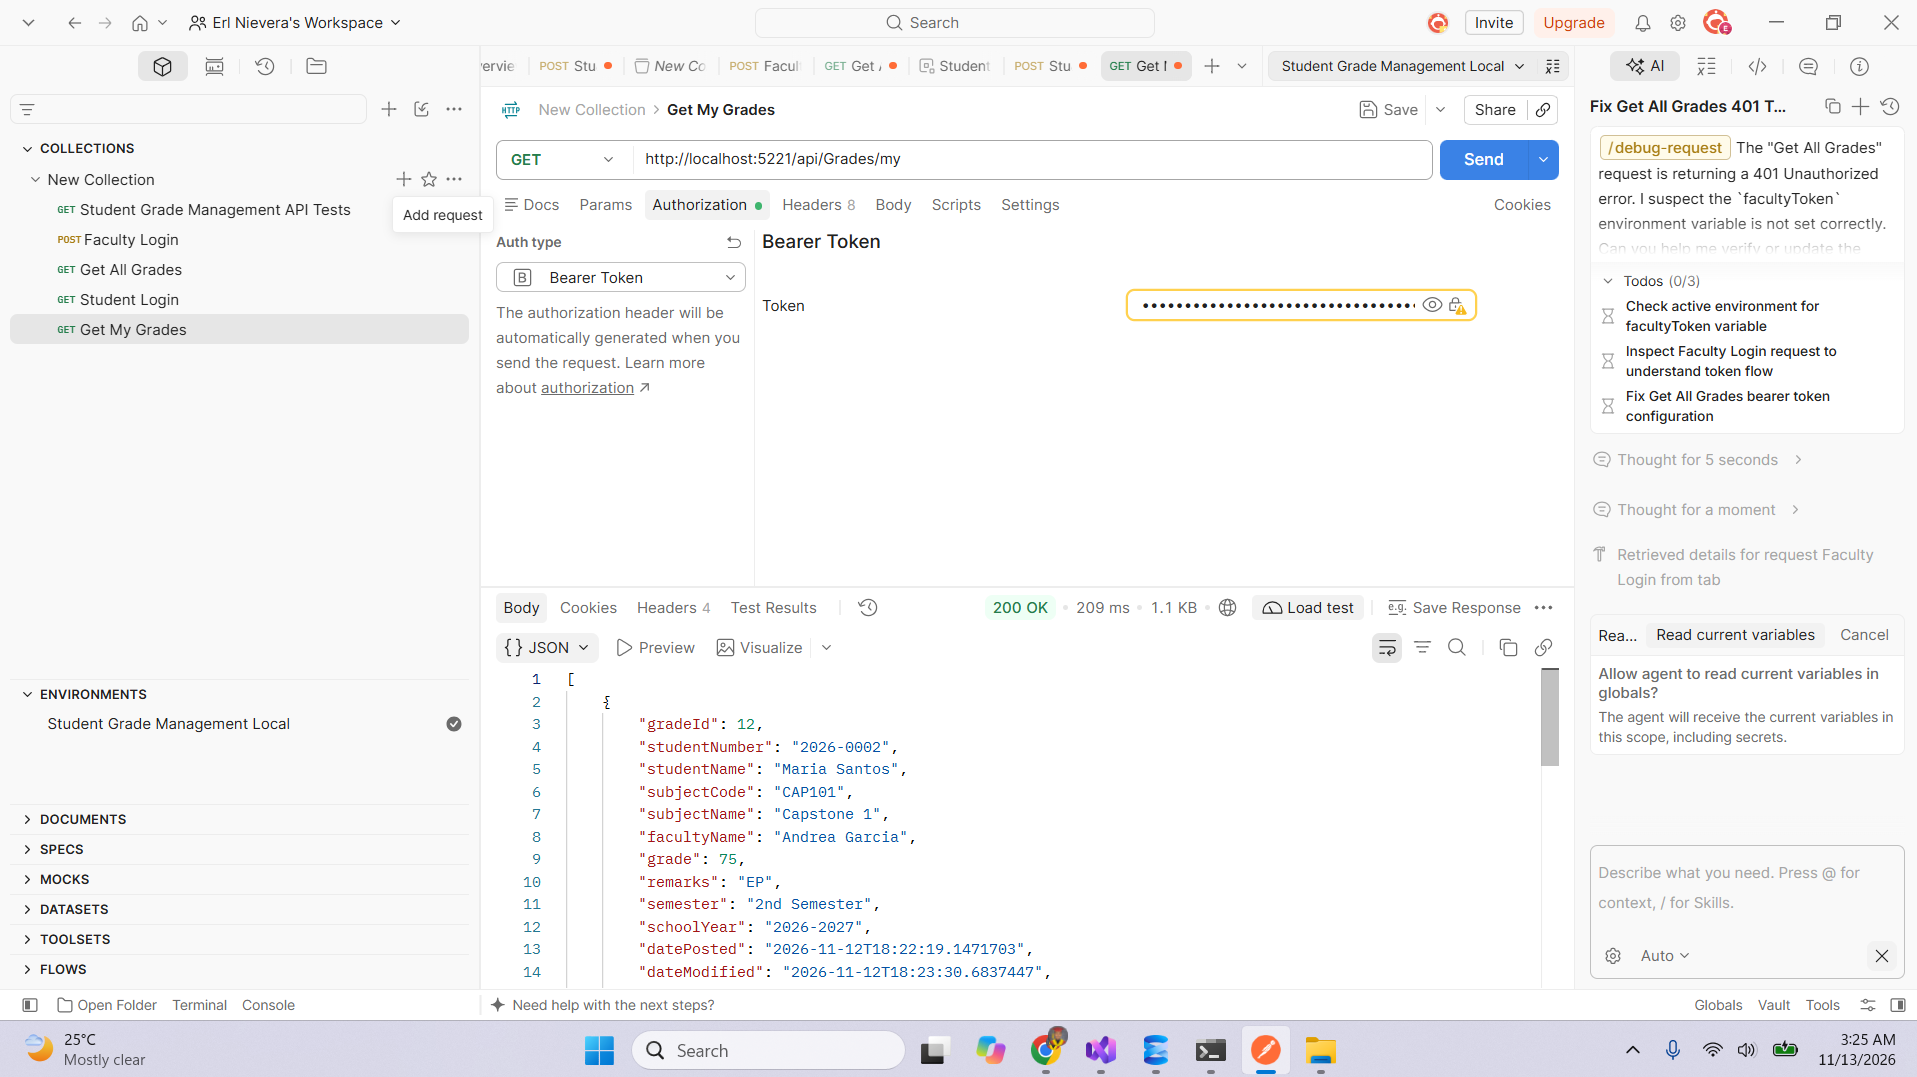 Erl Nievera's Workspace
Search
Invite
Upgrade
POST Stu
New Co
POST Facul
GET Get
Student
POST Stu
GET Get
Student Grade Management Local
AI
New Collection > Get My Grades
Save
Share
COLLECTIONS
New Collection
GET Student Grade Management API Tests
POST Faculty Login
GET Get All Grades
GET Student Login
GET Get My Grades
Add request
GET
http://localhost:5221/api/Grades/my
Send
Docs
Params
Authorization
Headers 8
Body
Scripts
Settings
Cookies
Auth type
Bearer Token
The authorization header will be
automatically generated when you
send the request. Learn more
about authorization
Bearer Token
Token
Body
Cookies
Headers 4
Test Results
200 OK
209 ms
1.1 KB
Load test
e.g. Save Response
{} JSON
Preview
Visualize
1 [
2 {
3 "gradeId": 12,
4 "studentNumber": "2026-0002",
5 "studentName": "Maria Santos",
6 "subjectCode": "CAP101",
7 "subjectName": "Capstone 1",
8 "facultyName": "Andrea Garcia",
9 "grade": 75,
10 "remarks": "EP",
11 "semester": "2nd Semester",
12 "schoolYear": "2026-2027",
13 "datePosted": "2026-11-12T18:22:19.1471703",
14 "dateModified": "2026-11-12T18:23:30.6837447",
ENVIRONMENTS
Student Grade Management Local
DOCUMENTS
SPECS
MOCKS
DATASETS
TOOLSETS
FLOWS
Fix Get All Grades 401 T...
/debug-request The "Get All Grades"
request is returning a 401 Unauthorized
error. I suspect the `facultyToken`
environment variable is not set correctly.
Can you help me verify or update the
Todos (0/3)
Check active environment for
facultyToken variable
Inspect Faculty Login request to
understand token flow
Fix Get All Grades bearer token
configuration
Thought for 5 seconds
Thought for a moment
Retrieved details for request Faculty
Login from tab
Rea...
Read current variables
Cancel
Allow agent to read current variables in
globals?
The agent will receive the current variables in
this scope, including secrets.
Describe what you need. Press @ for
context, / for Skills.
Auto
Open Folder
Terminal
Console
Need help with the next steps?
Globals
Vault
Tools
25°C
Mostly clear
Search
3:25 AM
11/13/2026